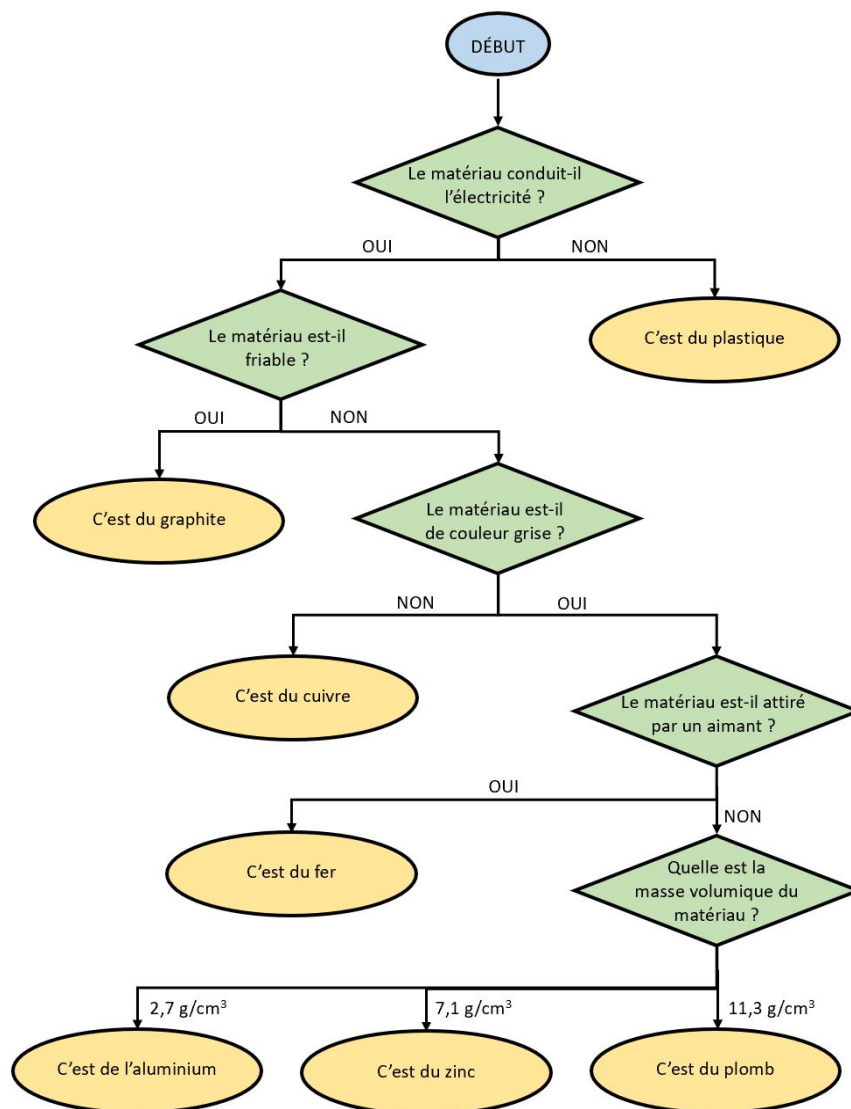 DÉBUT
Le matériau conduit-il
l'électricité ?
OUI
NON
Le matériau est-il
friable ?
C'est du plastique
OUI
NON
C'est du graphite
Le matériau est-il
de couleur grise ?
NON
OUI
C'est du cuivre
Le matériau est-il attiré
par un aimant ?
OUI
NON
C'est du fer
Quelle est la
masse volumique du
matériau ?
2,7 g/cm³
7,1 g/cm³
11,3 g/cm³
C'est de l'aluminium
C'est du zinc
C'est du plomb